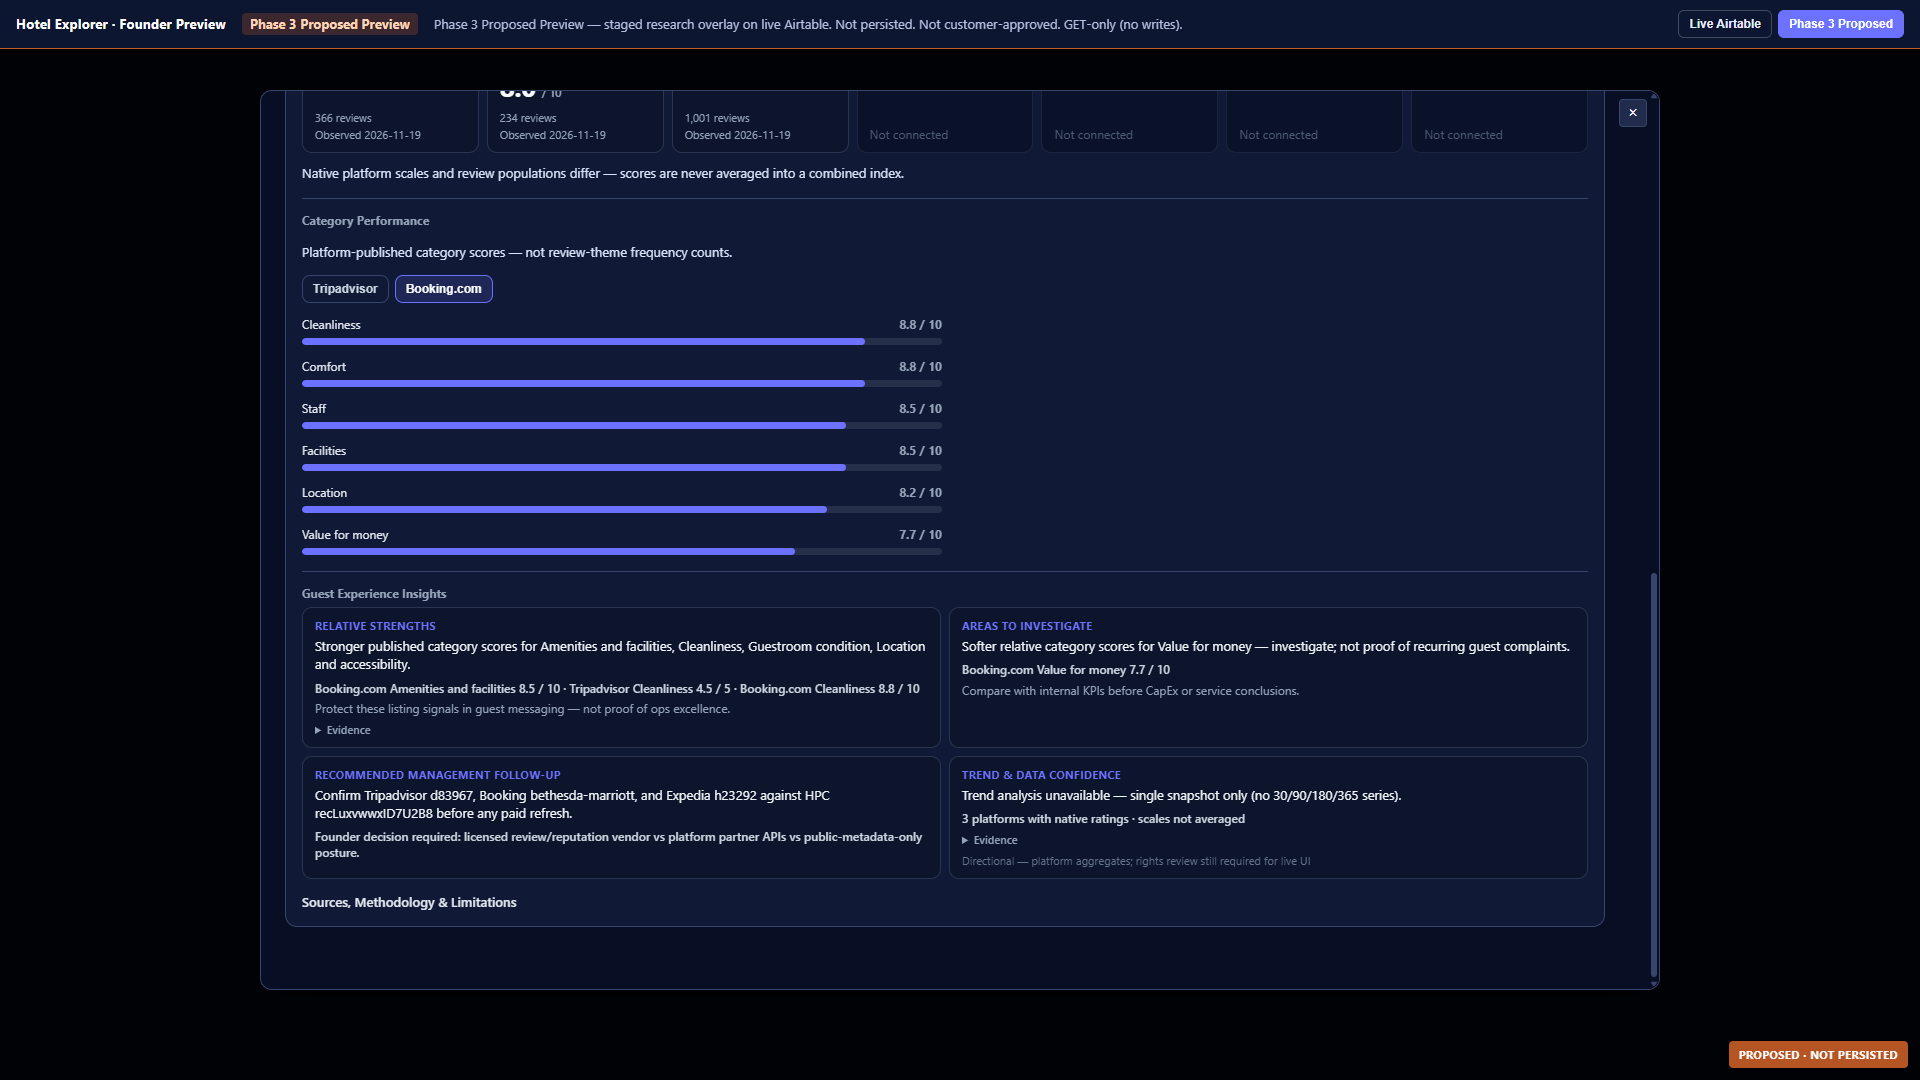 Hotel Explorer · Founder Preview
Phase 3 Proposed Preview
Phase 3 Proposed Preview — staged research overlay on live Airtable. Not persisted. Not customer-approved. GET-only (no writes).
Live Airtable
Phase 3 Proposed
×
/ 10
366 reviews
Observed 2026-11-19
234 reviews
Observed 2026-11-19
1,001 reviews
Observed 2026-11-19
Not connected
Not connected
Not connected
Not connected
Native platform scales and review populations differ — scores are never averaged into a combined index.
Category Performance
Platform-published category scores — not review-theme frequency counts.
Tripadvisor
Booking.com
Cleanliness 8.8 / 10
Comfort 8.8 / 10
Staff 8.5 / 10
Facilities 8.5 / 10
Location 8.2 / 10
Value for money 7.7 / 10
Guest Experience Insights
RELATIVE STRENGTHS
Stronger published category scores for Amenities and facilities, Cleanliness, Guestroom condition, Location
and accessibility.
Booking.com Amenities and facilities 8.5 / 10 · Tripadvisor Cleanliness 4.5 / 5 · Booking.com Cleanliness 8.8 / 10
Protect these listing signals in guest messaging — not proof of ops excellence.
▶ Evidence
AREAS TO INVESTIGATE
Softer relative category scores for Value for money — investigate; not proof of recurring guest complaints.
Booking.com Value for money 7.7 / 10
Compare with internal KPIs before CapEx or service conclusions.
RECOMMENDED MANAGEMENT FOLLOW-UP
Confirm Tripadvisor d83967, Booking bethesda-marriott, and Expedia h23292 against HPC
recLuxvwwxID7U2B8 before any paid refresh.
Founder decision required: licensed review/reputation vendor vs platform partner APIs vs public-metadata-only
posture.
TREND & DATA CONFIDENCE
Trend analysis unavailable — single snapshot only (no 30/90/180/365 series).
3 platforms with native ratings · scales not averaged
▶ Evidence
Directional — platform aggregates; rights review still required for live UI
Sources, Methodology & Limitations
PROPOSED · NOT PERSISTED